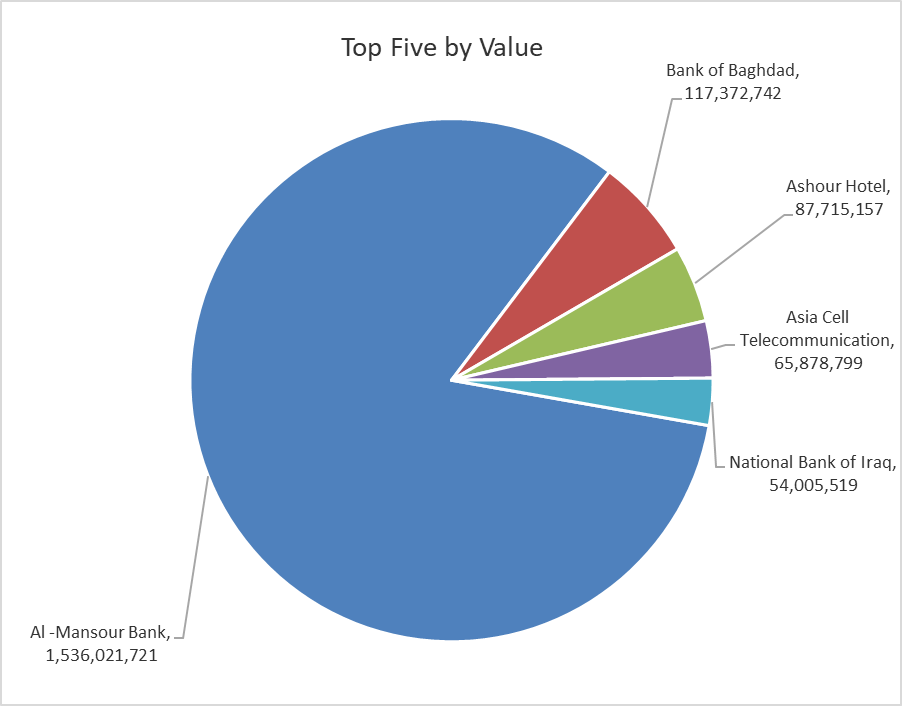 Top Five by Value
Bank of Baghdad,
117,372,742
Ashour Hotel,
87,715,157
Asia Cell
Telecommunication,
65,878,799
National Bank of Iraq,
54,005,519
Al -Mansour Bank,
1,536,021,721